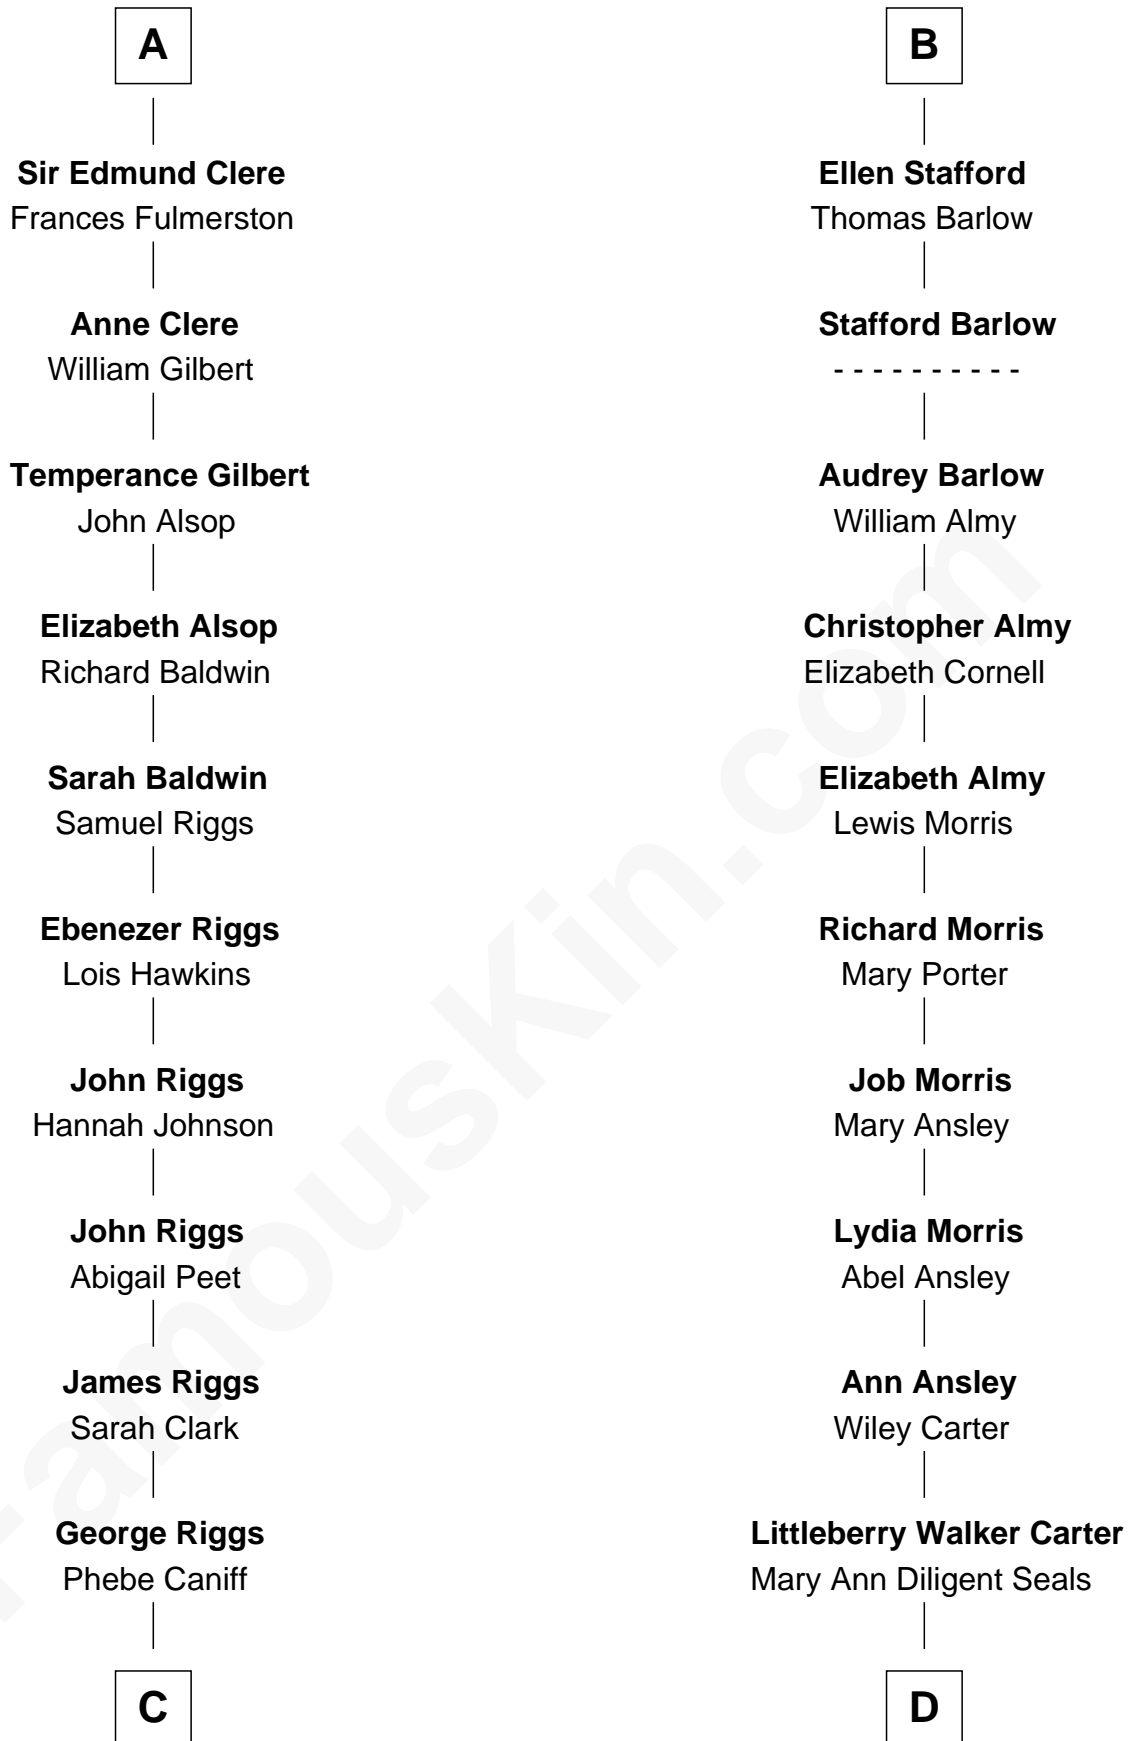 A
Sir Edmund Clere
Frances Fulmerston
Anne Clere
William Gilbert
Temperance Gilbert
John Alsop
Elizabeth Alsop
Richard Baldwin
Sarah Baldwin
Samuel Riggs
Ebenezer Riggs
Lois Hawkins
John Riggs
Hannah Johnson
John Riggs
Abigail Peet
James Riggs
Sarah Clark
George Riggs
Phebe Caniff
C
B
Ellen Stafford
Thomas Barlow
Stafford Barlow
- - - - - - - - - -
Audrey Barlow
William Almy
Christopher Almy
Elizabeth Cornell
Elizabeth Almy
Lewis Morris
Richard Morris
Mary Porter
Job Morris
Mary Ansley
Lydia Morris
Abel Ansley
Ann Ansley
Wiley Carter
Littleberry Walker Carter
Mary Ann Diligent Seals
D
FamousKin.com